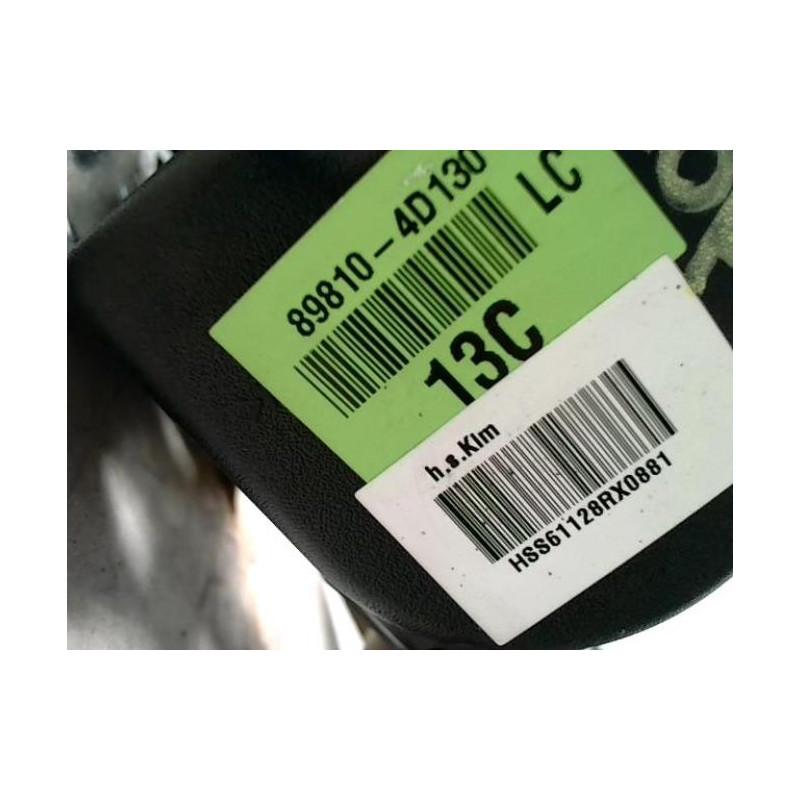 89810-4D130
LC
13C
h.s.KIm
HSS61128RX0881